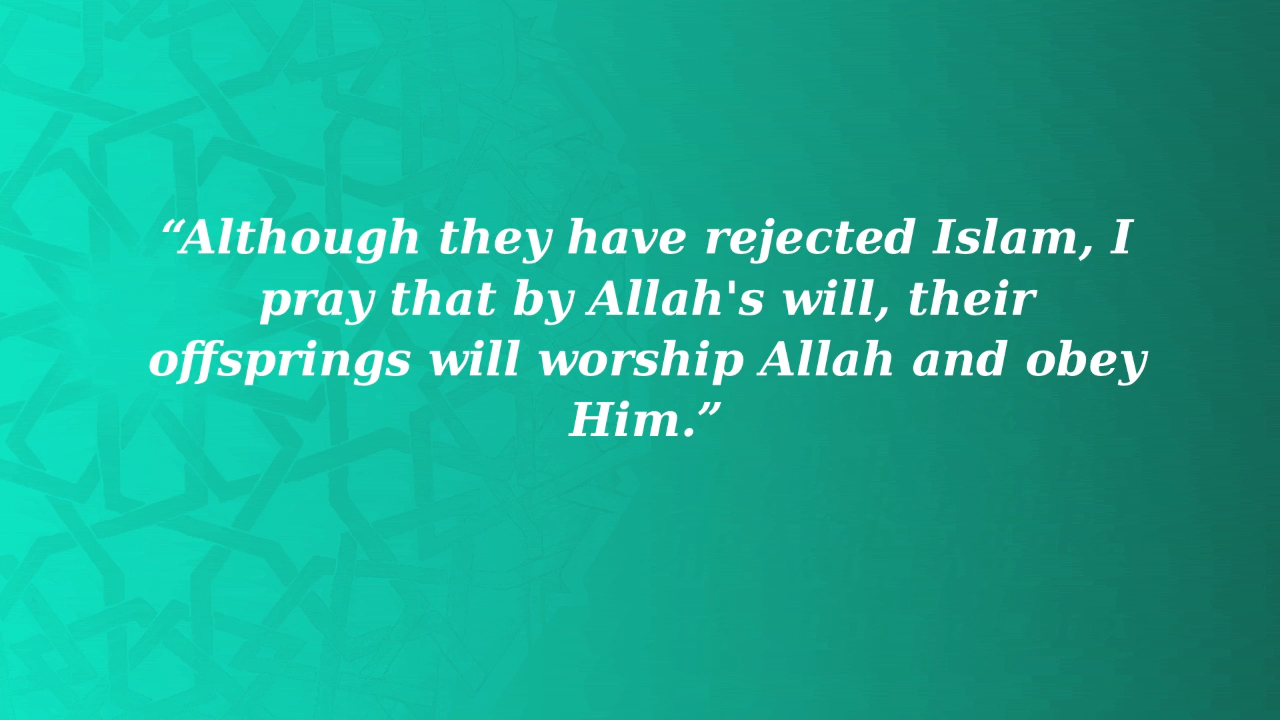 “Although they have rejected Islam, I
pray that by Allah's will, their
offsprings will worship Allah and obey
Him.”